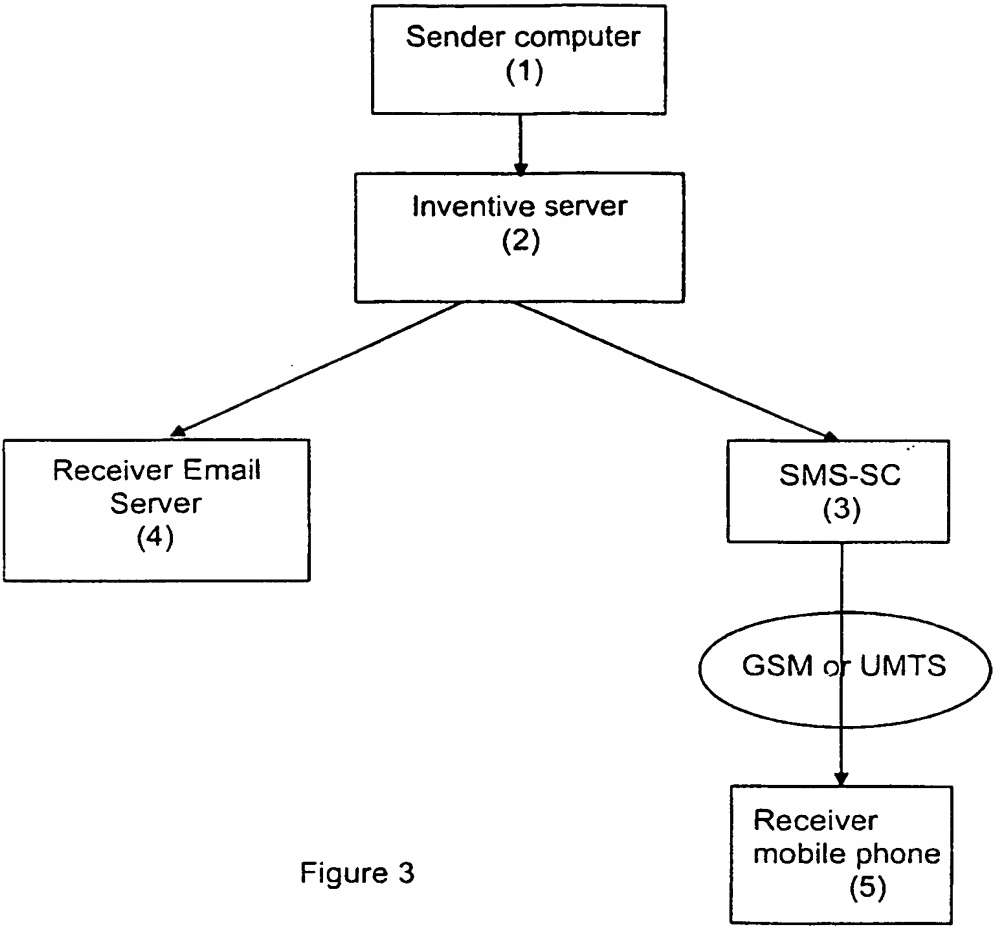 Sender computer
(1)
Inventive server
(2)
Receiver Email
Server
(4)
SMS-SC
(3)
GSM or UMTS
Receiver
mobile phone
(5)
Figure 3